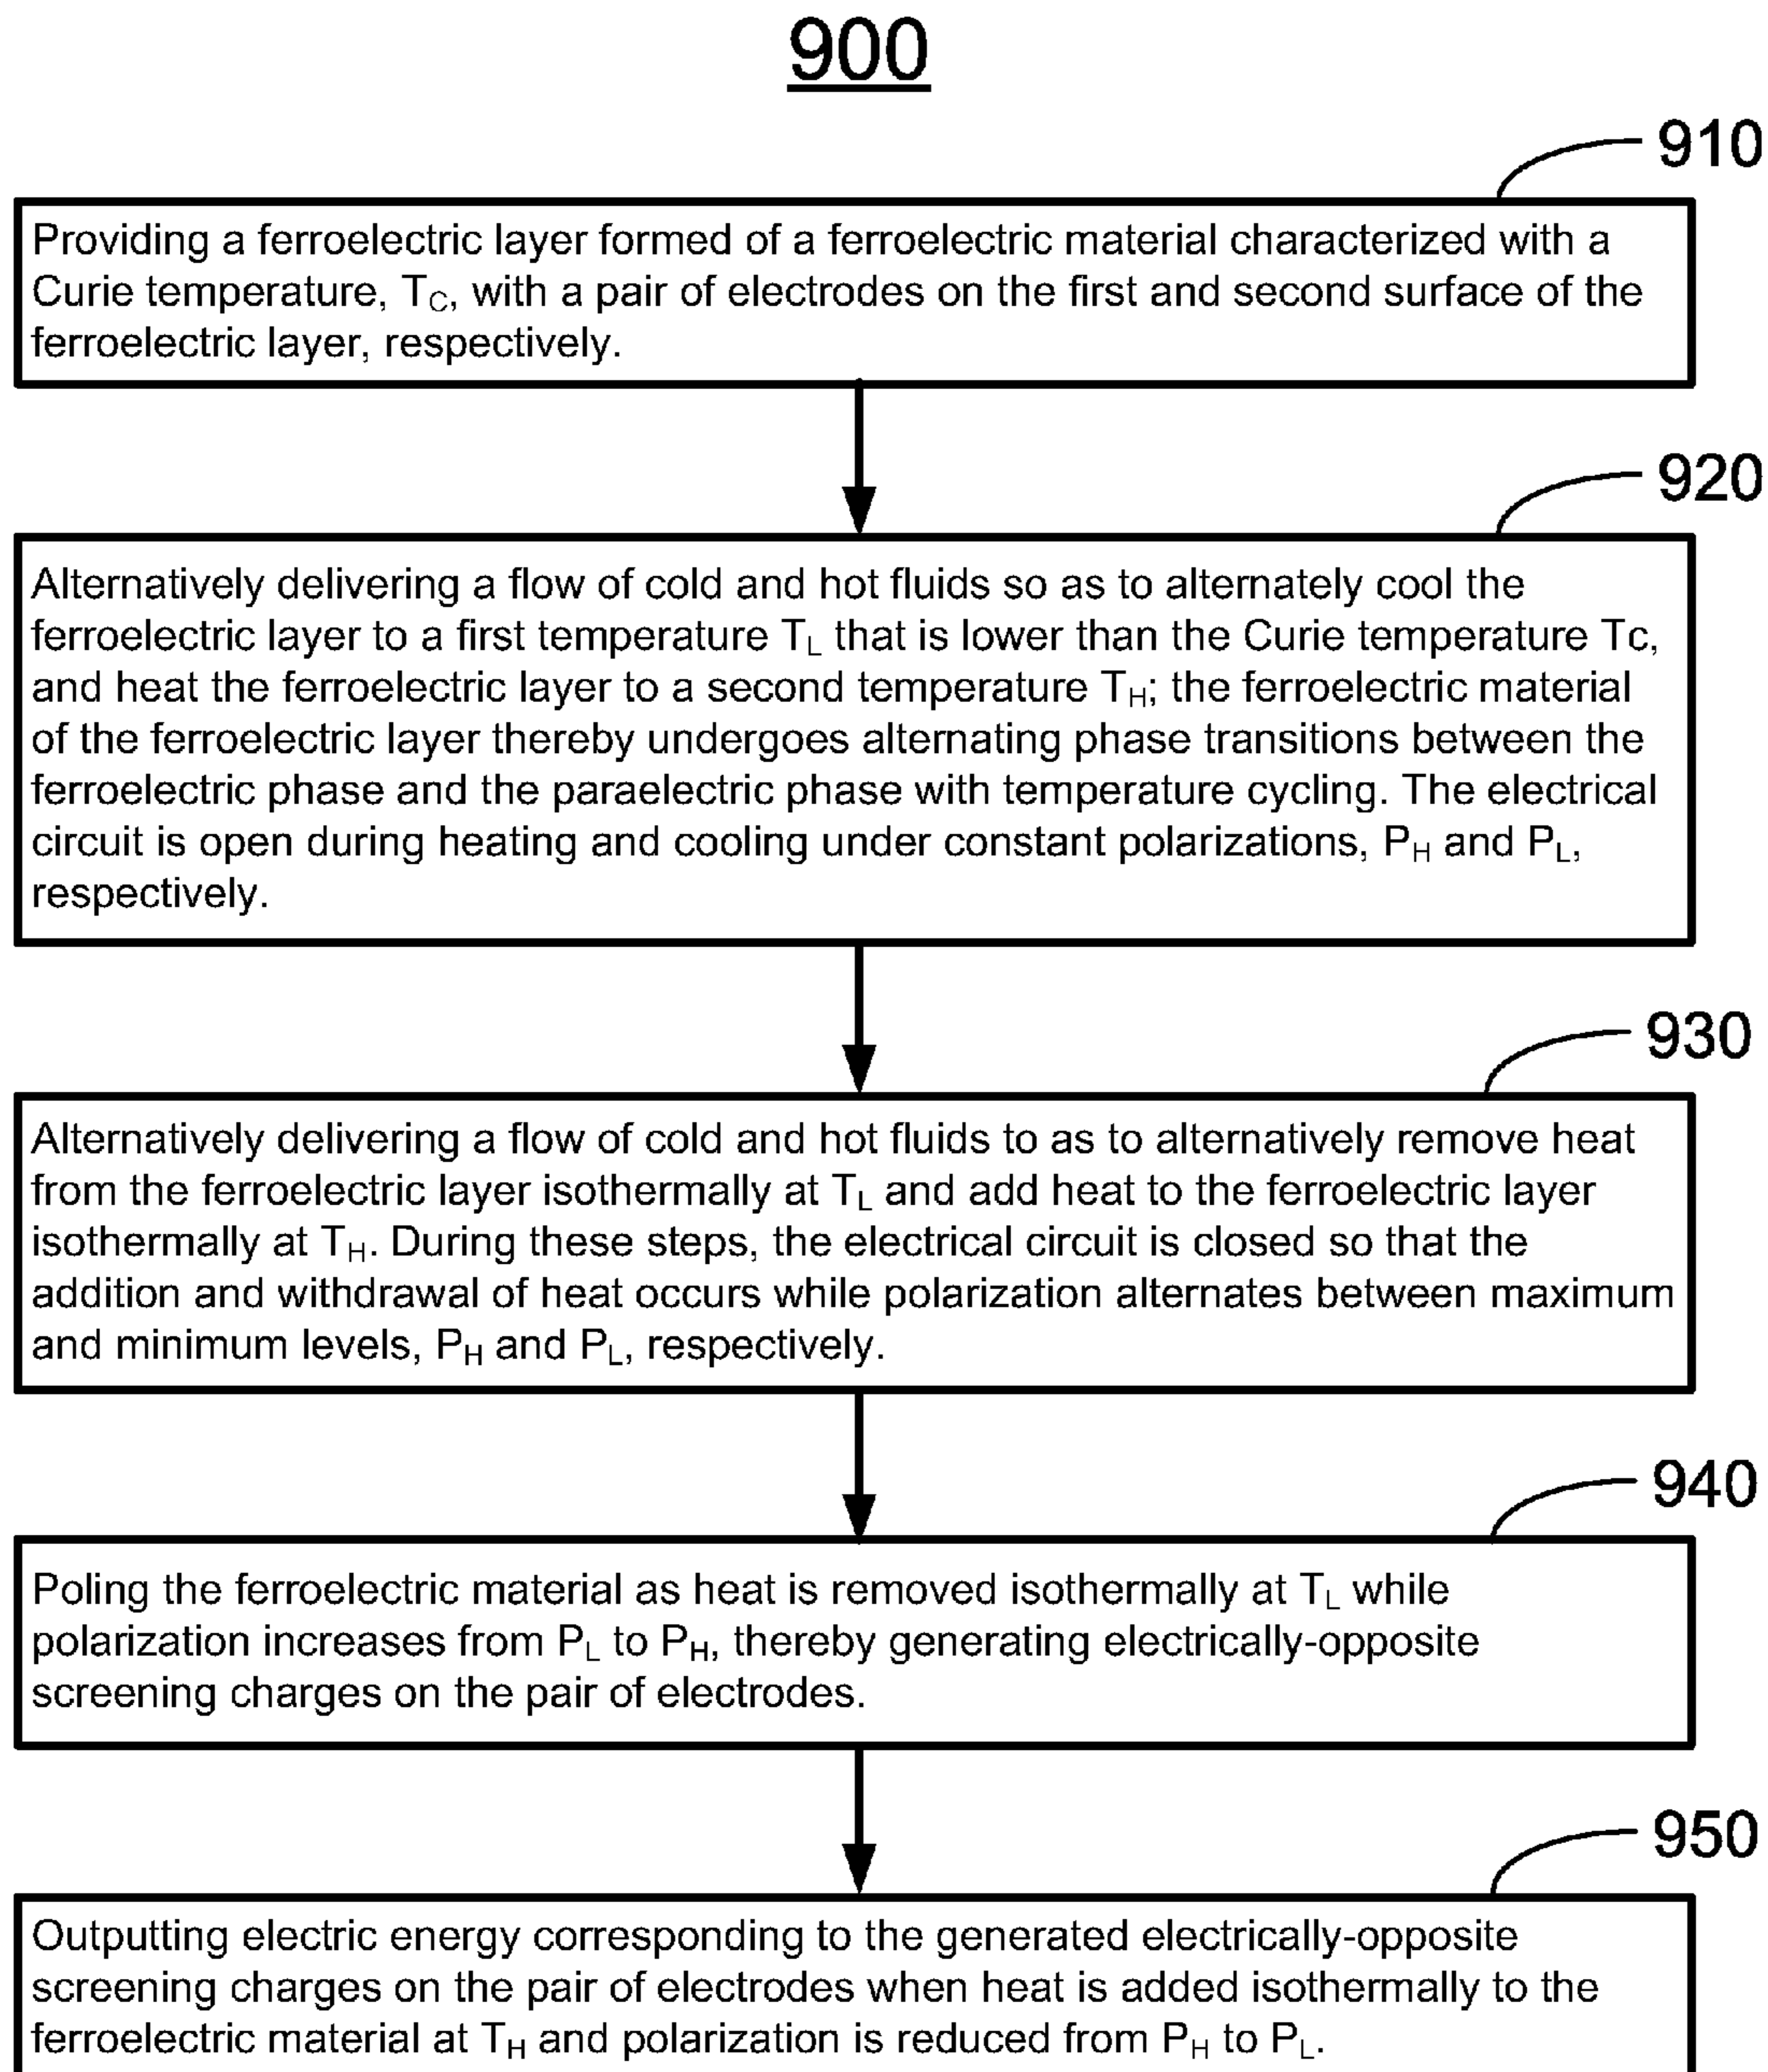 900
910
Providing a ferroelectric layer formed of a ferroelectric material characterized with a
Curie temperature, TC, with a pair of electrodes on the first and second surface of the
ferroelectric layer, respectively.
920
Alternatively delivering a flow of cold and hot fluids so as to alternately cool the
ferroelectric layer to a first temperature TL that is lower than the Curie temperature Tc,
and heat the ferroelectric layer to a second temperature TH; the ferroelectric material
of the ferroelectric layer thereby undergoes alternating phase transitions between the
ferroelectric phase and the paraelectric phase with temperature cycling. The electrical
circuit is open during heating and cooling under constant polarizations, PH and PL,
respectively.
930
Alternatively delivering a flow of cold and hot fluids to as to alternatively remove heat
from the ferroelectric layer isothermally at TL and add heat to the ferroelectric layer
isothermally at TH. During these steps, the electrical circuit is closed so that the
addition and withdrawal of heat occurs while polarization alternates between maximum
and minimum levels, PH and PL, respectively.
940
Poling the ferroelectric material as heat is removed isothermally at TL while
polarization increases from PL to PH, thereby generating electrically-opposite
screening charges on the pair of electrodes.
950
Outputting electric energy corresponding to the generated electrically-opposite
screening charges on the pair of electrodes when heat is added isothermally to the
ferroelectric material at TH and polarization is reduced from PH to PL.